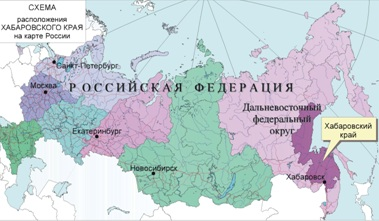 СХЕМА
расположения
ХАБАРОВСКОГО КРАЯ
на карте России
Санкт-Петербург
Москва
РОССИЙСКАЯ ФЕДЕРАЦИЯ
Дальневосточный
федеральный
округ
Хабаровский
край
Екатеринбург
Новосибирск
Хабаровск